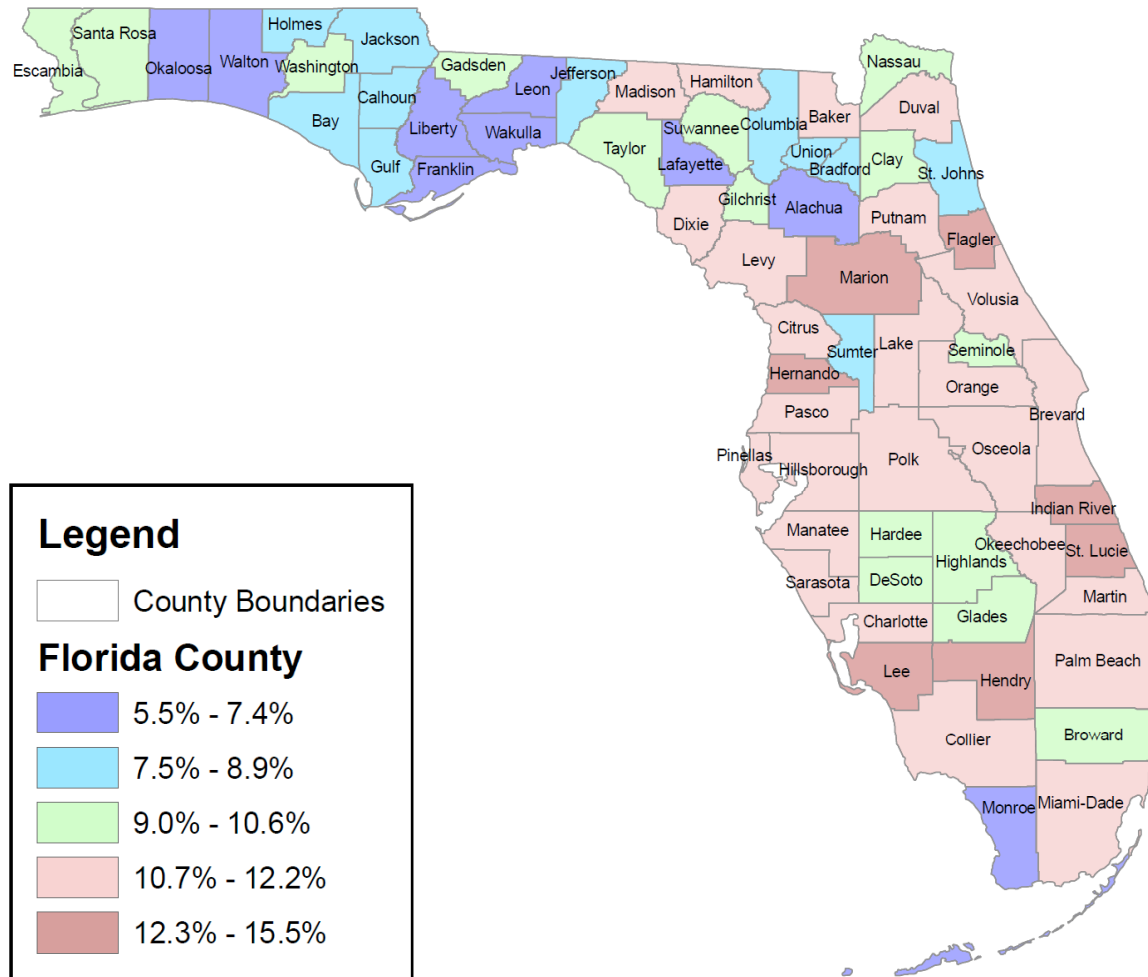 Holmes
Jackson
Santa Rosa
Escambia
Okaloosa
Walton
Washington
Gadsden
Jefferson
Leon
Madison
Hamilton
Nassau
Duval
Baker
Calhoun
Bay
Liberty
Wakulla
Gulf
Franklin
Taylor
Suwannee
Columbia
Lafayette
Union
Bradford
Clay
St. Johns
Gilchrist
Alachua
Dixie
Putnam
Flagler
Levy
Marion
Volusia
Citrus
Sumter
Lake
Seminole
Hernando
Orange
Pasco
Brevard
Pinellas
Hillsborough
Polk
Osceola
Indian River
Manatee
Hardee
Okeechobee
St. Lucie
Highlands
Sarasota
DeSoto
Martin
Charlotte
Glades
Lee
Hendry
Palm Beach
Collier
Broward
Monroe
Miami-Dade
Legend
County Boundaries
Florida County
5.5% - 7.4%
7.5% - 8.9%
9.0% - 10.6%
10.7% - 12.2%
12.3% - 15.5%